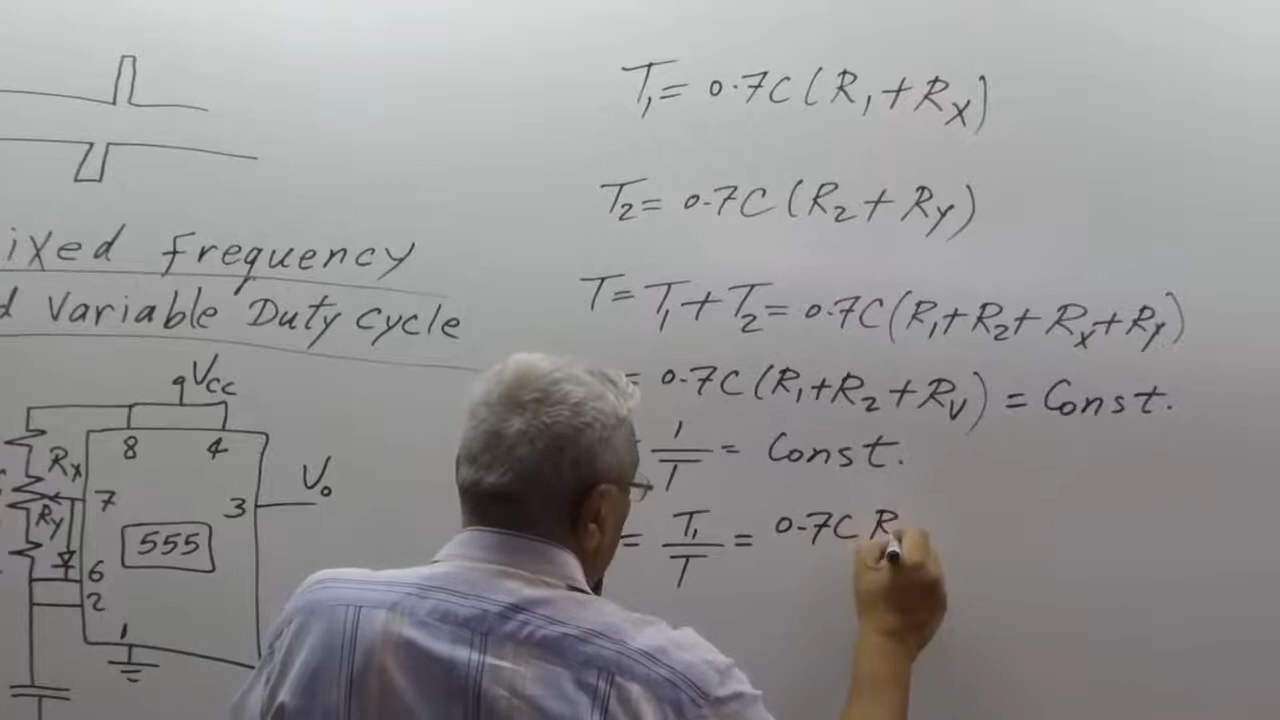 ixed Frequency
d Variable Duty cycle
Vcc
8 4
Rx
7
3
Vo
Ry
555
6
2
1
T₁= 0.7C(R₁+Rx)
T₂= 0.7C(R₂+Ry)
T=T₁+T₂= 0.7C(R₁+R₂+Rx+Ry)
= 0.7C(R₁+R₂+Rv) = Const.
1/T = Const.
= T₁/T = 0.7C R